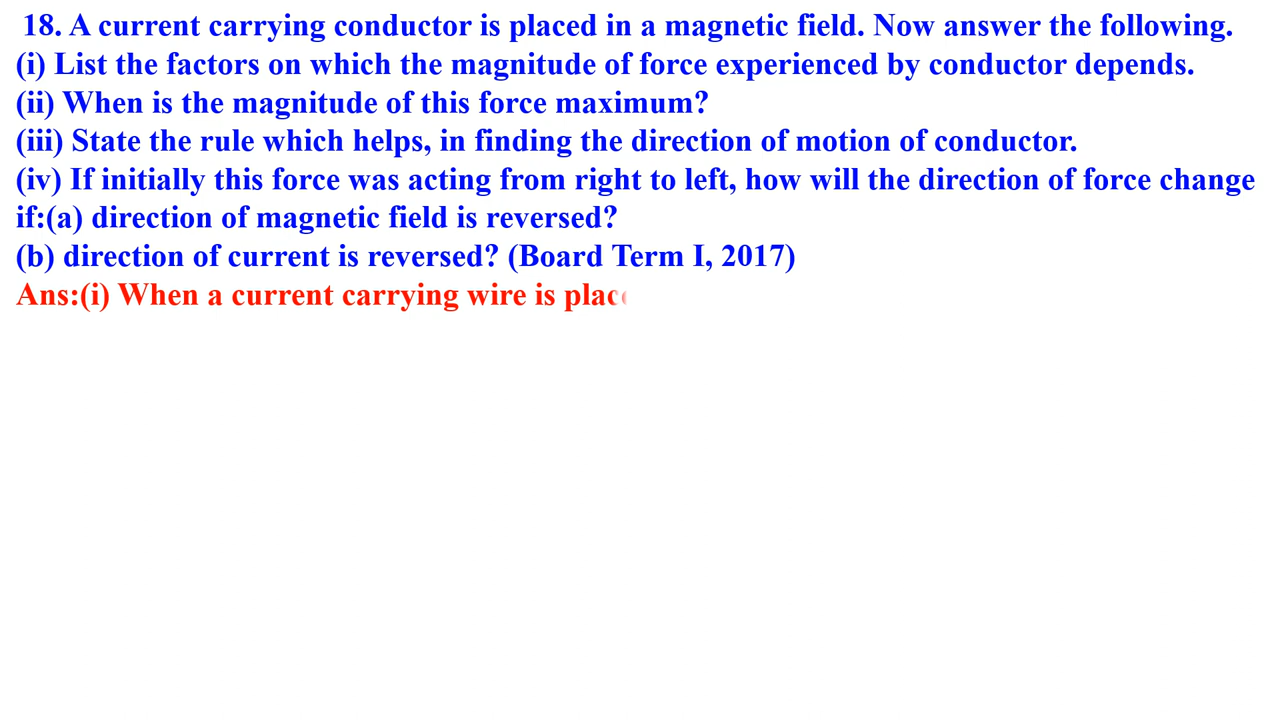 18. A current carrying conductor is placed in a magnetic field. Now answer the following.
(i) List the factors on which the magnitude of force experienced by conductor depends.
(ii) When is the magnitude of this force maximum?
(iii) State the rule which helps, in finding the direction of motion of conductor.
(iv) If initially this force was acting from right to left, how will the direction of force change
if:(a) direction of magnetic field is reversed?
(b) direction of current is reversed? (Board Term I, 2017)
Ans:(i) When a current carrying wire is plac